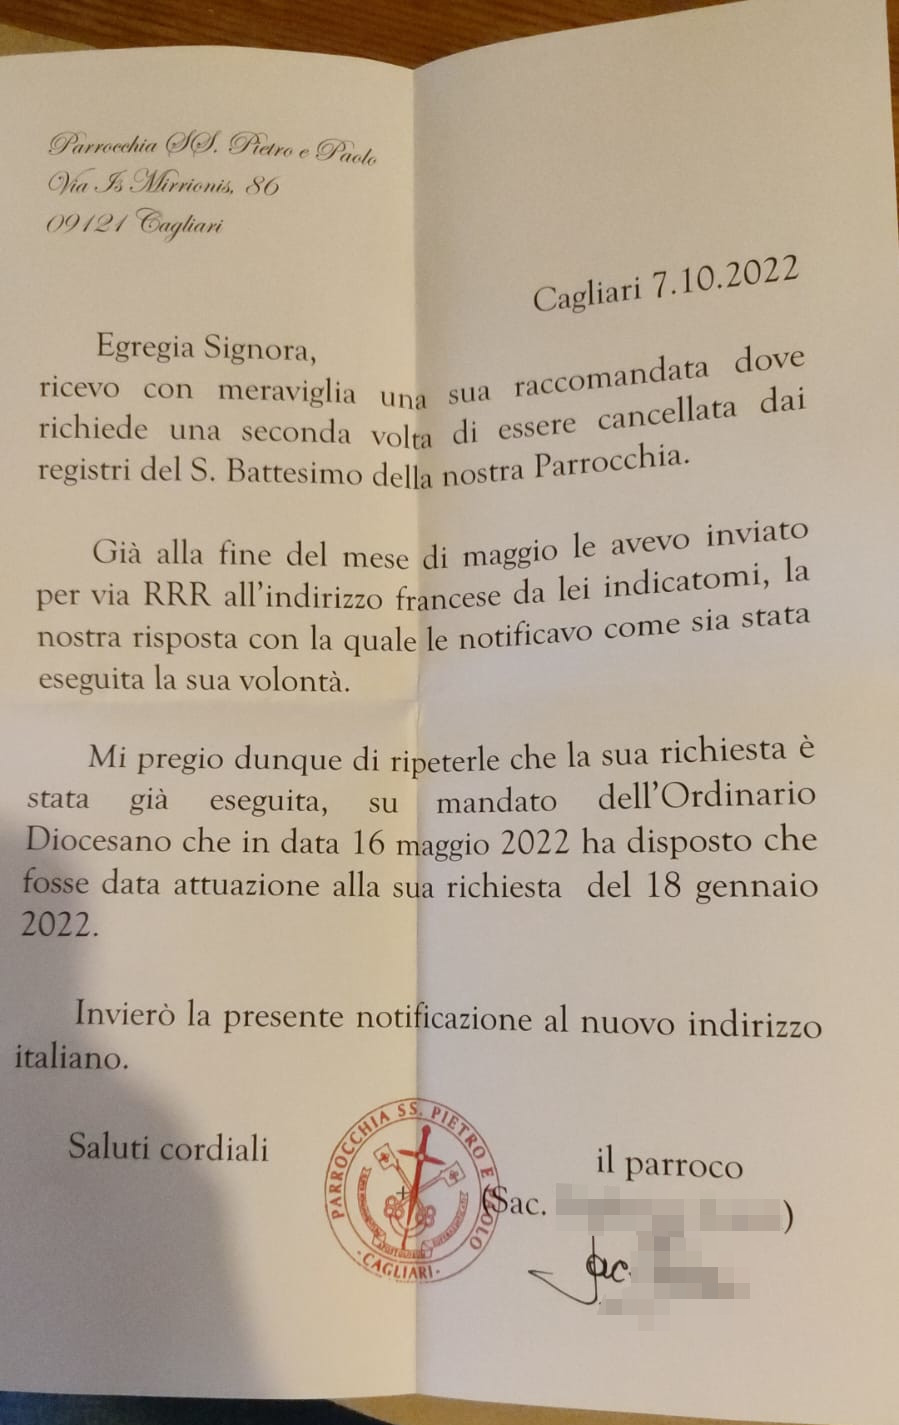 Parrocchia SS. Pietro e Paolo
Via Is Mirrionis, 86
09121 Cagliari
Cagliari 7.10.2022
Egregia Signora,
ricevo con meraviglia una sua raccomandata dove
richiede una seconda volta di essere cancellata dai
registri del S. Battesimo della nostra Parrocchia.
Già alla fine del mese di maggio le avevo inviato
per via RRR all'indirizzo francese da lei indicatomi, la
nostra risposta con la quale le notificavo come sia stata
eseguita la sua volontà.
Mi pregio dunque di ripeterle che la sua richiesta è
stata già eseguita, su mandato dell'Ordinario
Diocesano che in data 16 maggio 2022 ha disposto che
fosse data attuazione alla sua richiesta del 18 gennaio
2022.
Invierò la presente notificazione al nuovo indirizzo
italiano.
Saluti cordiali
PARROCCHIA SS. PIETRO E PAOLO
·CAGLIARI·
il parroco
(Sac. )
Sac.